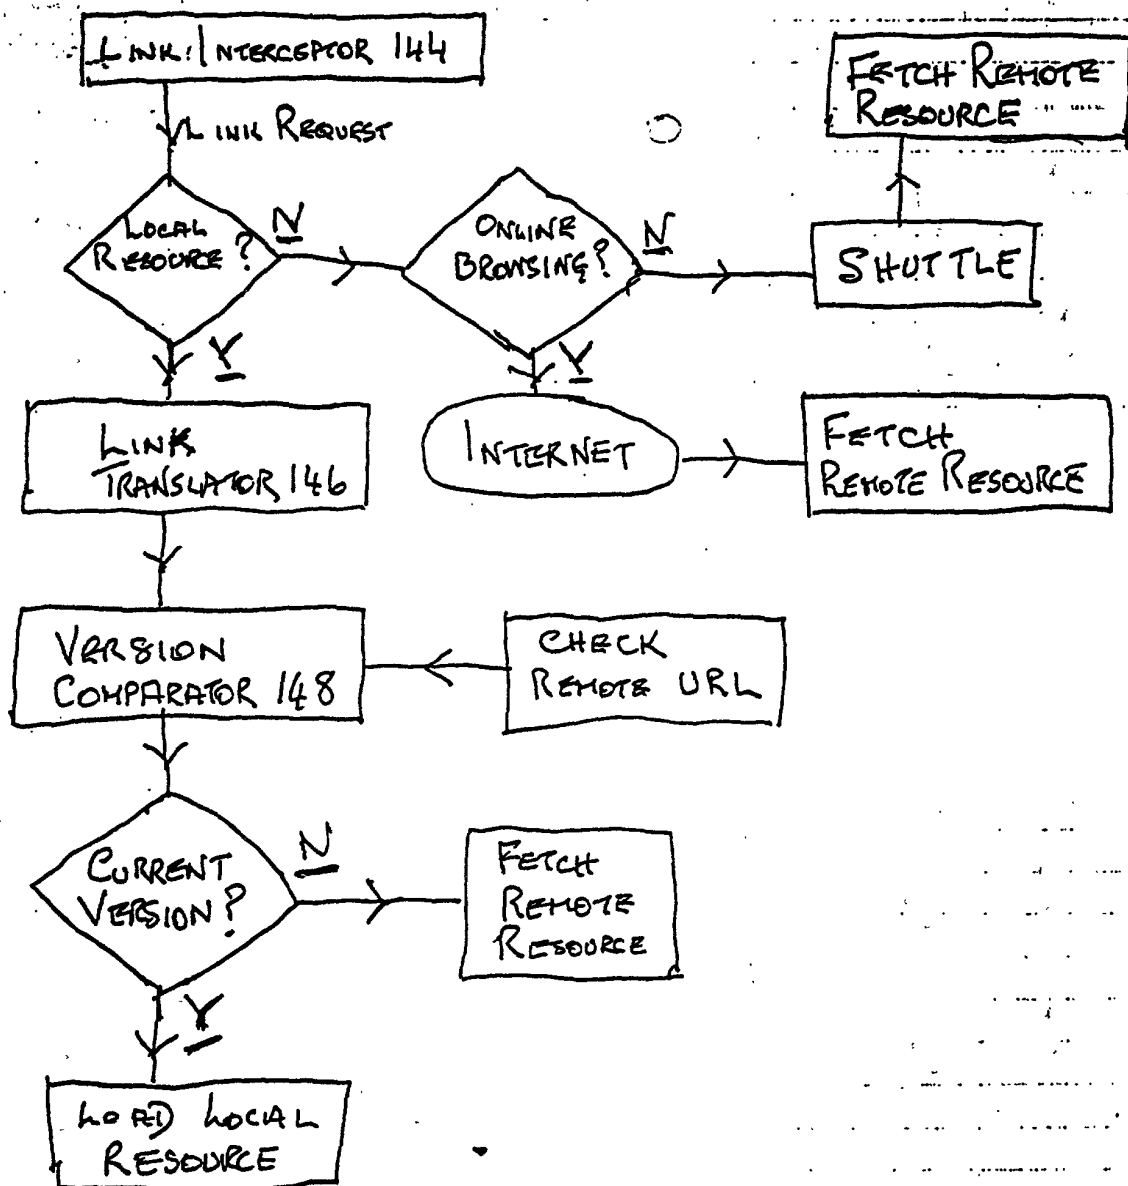 LINK INTERCEPTOR 144
FETCH REMOTE
RESOURCE
LINK REQUEST
LOCAL
RESOURCE?
N
ONLINE
BROWSING?
N
SHUTTLE
Y
Y
LINK
TRANSLATOR 146
INTERNET
FETCH
REMOTE RESOURCE
VERSION
COMPARATOR 148
CHECK
REMOTE URL
CURRENT
VERSION?
N
FETCH
REMOTE
RESOURCE
Y
LOAD LOCAL
RESOURCE